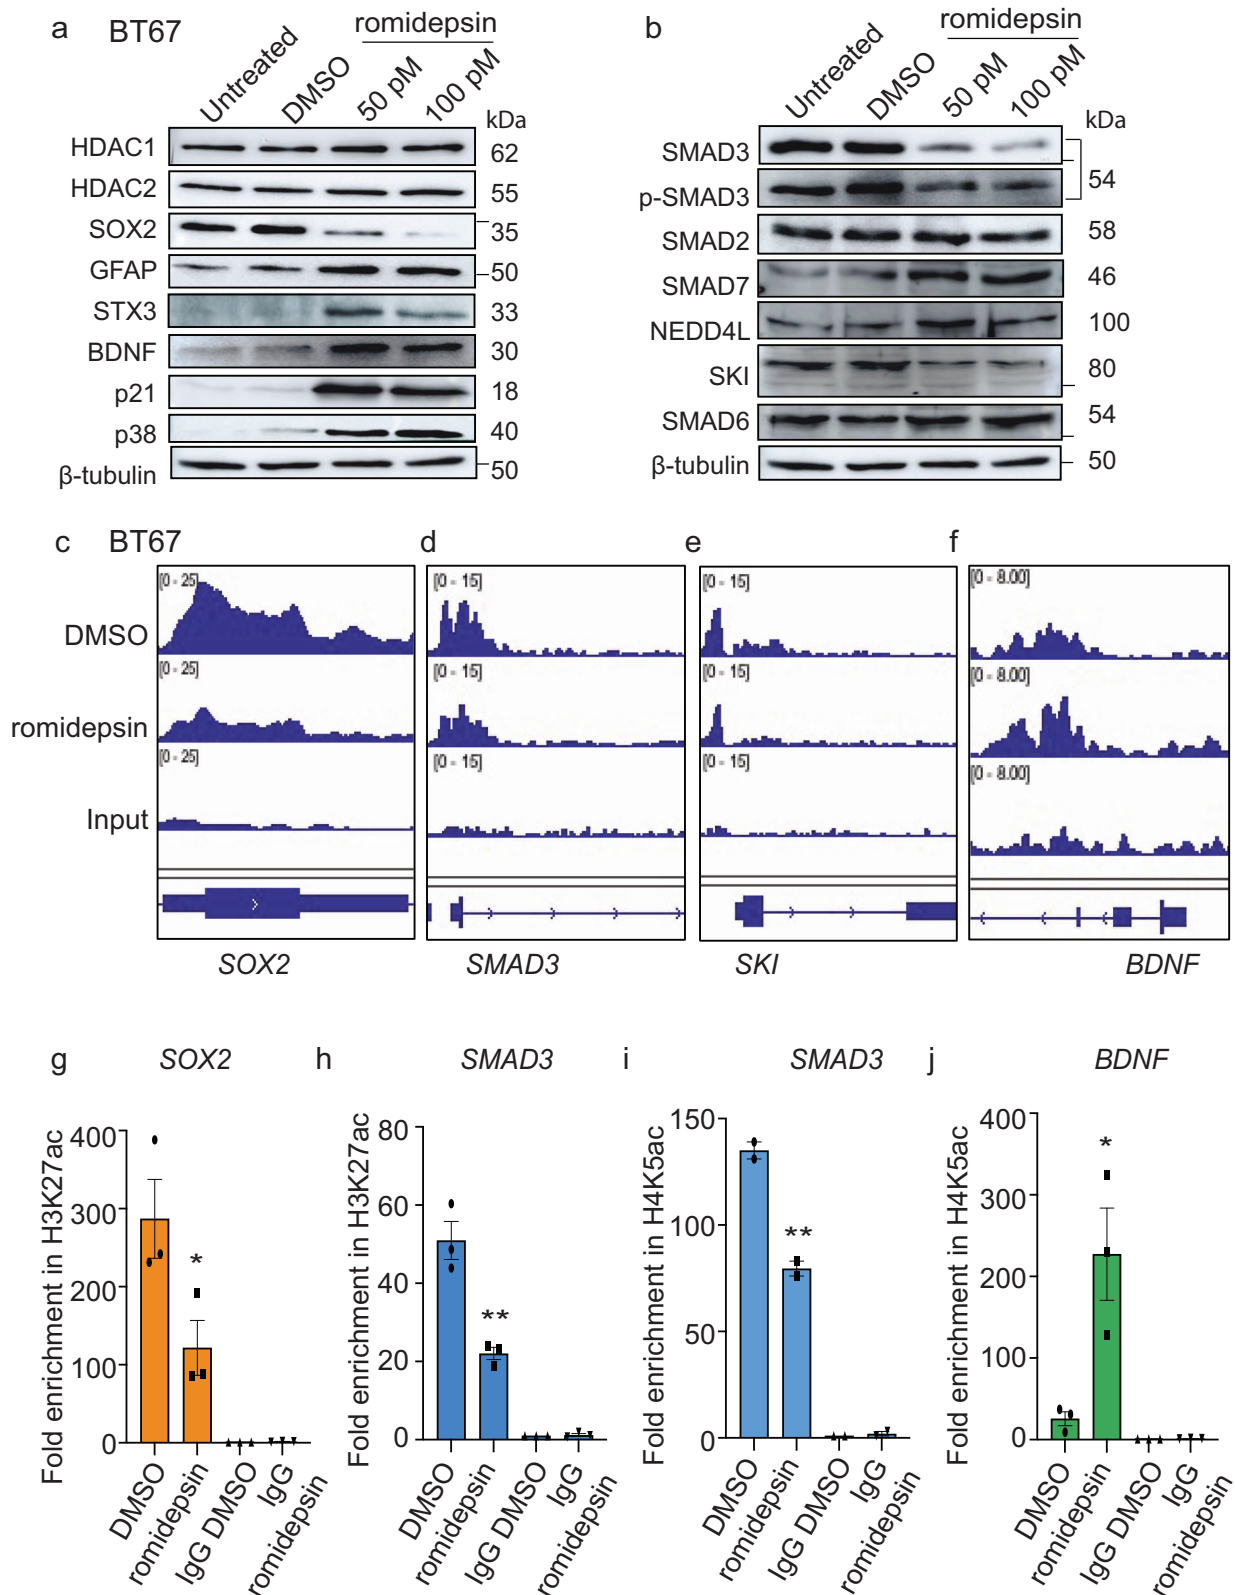 a BT67
romidepsin
Untreated
DMSO
50 pM
100 pM
kDa
HDAC1 62
HDAC2 55
SOX2 35
GFAP 50
STX3 33
BDNF 30
p21 18
p38 40
β-tubulin 50
b
romidepsin
Untreated
DMSO
50 pM
100 pM
kDa
SMAD3
p-SMAD3 54
SMAD2 58
SMAD7 46
NEDD4L 100
SKI 80
SMAD6 54
β-tubulin 50
c BT67 d e f
[0 - 25] [0 - 15] [0 - 15] [0 - 8.00]
DMSO
[0 - 25] [0 - 15] [0 - 15] [0 - 8.00]
romidepsin
[0 - 25] [0 - 15] [0 - 15] [0 - 8.00]
Input
SOX2 SMAD3 SKI BDNF
g SOX2
Fold enrichment in H3K27ac
400
300
200
100
0
*
DMSO
romidepsin
IgG DMSO
IgG
romidepsin
h SMAD3
Fold enrichment in H3K27ac
80
60
40
20
0
**
DMSO
romidepsin
IgG DMSO
IgG
romidepsin
i SMAD3
Fold enrichment in H4K5ac
150
100
50
0
**
DMSO
romidepsin
IgG DMSO
IgG
romidepsin
j BDNF
Fold enrichment in H4K5ac
400
300
200
100
0
*
DMSO
romidepsin
IgG DMSO
IgG
romidepsin